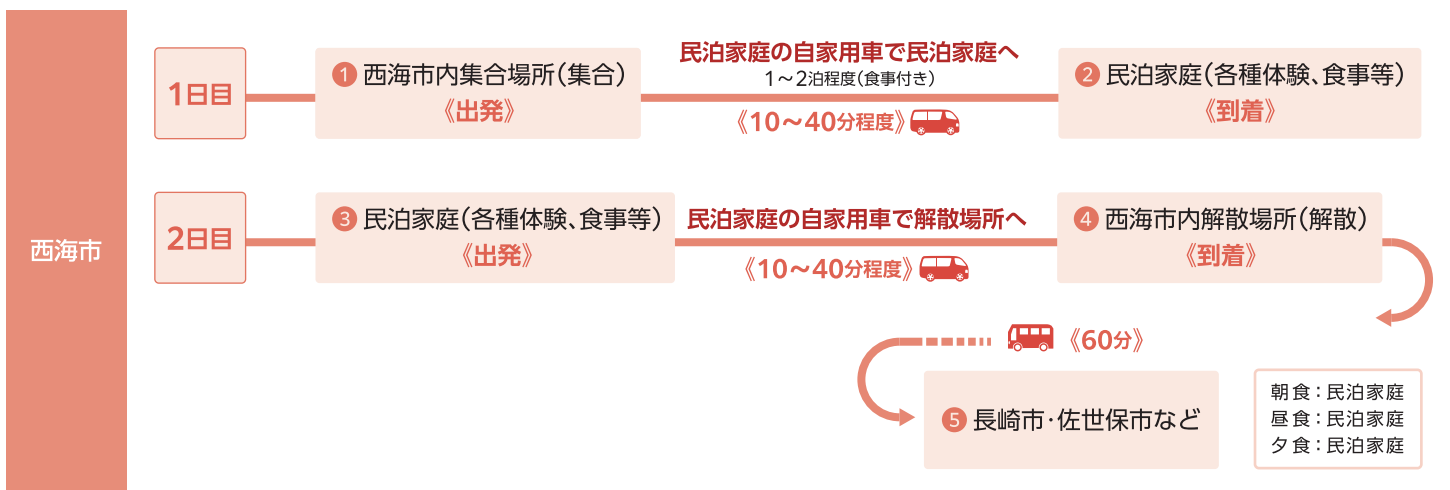 西海市
1日目
❶ 西海市内集合場所（集合）
《出発》
民泊家庭の自家用車で民泊家庭へ
1～2泊程度（食事付き）
《10～40分程度》
❷ 民泊家庭（各種体験、食事等）
《到着》
2日目
❸ 民泊家庭（各種体験、食事等）
《出発》
民泊家庭の自家用車で解散場所へ
《10～40分程度》
❹ 西海市内解散場所（解散）
《到着》
《60分》
❺ 長崎市・佐世保市など
朝食：民泊家庭
昼食：民泊家庭
夕食：民泊家庭